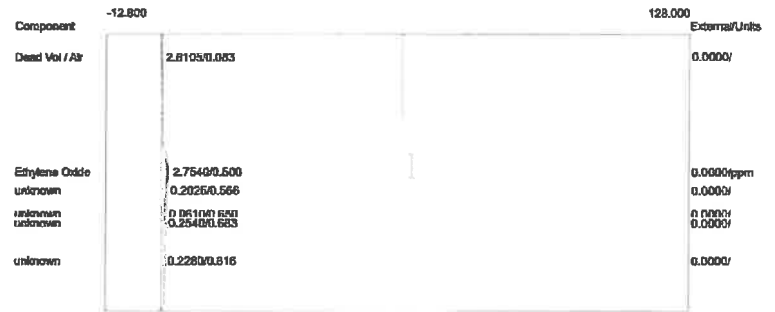 -12.800 128.000
Component External/Units
Dead Vol / Air 2.8105/0.083 0.0000/
Ethylene Oxide 2.7540/0.500 0.0000/ppm
unknown 0.2025/0.566 0.0000/
unknown 0.0610/0.650 0.0000/
unknown 0.2540/0.683 0.0000/
unknown 0.2280/0.816 0.0000/